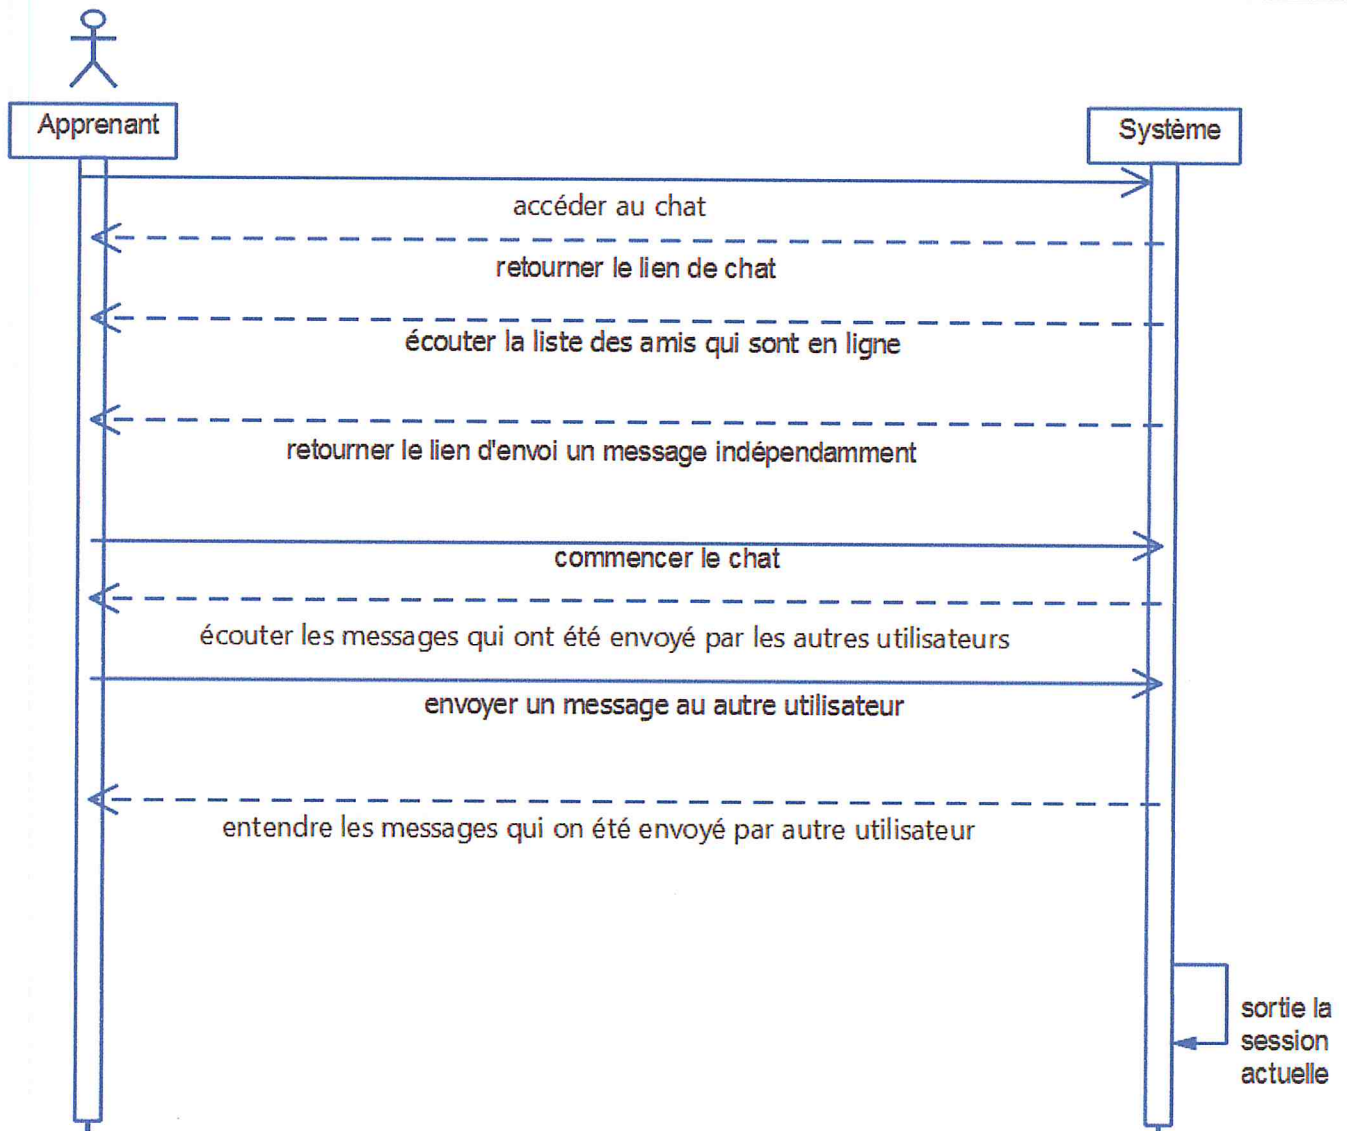 Apprenant
Système
accéder au chat
retourner le lien de chat
écouter la liste des amis qui sont en ligne
retourner le lien d'envoi un message indépendamment
commencer le chat
écouter les messages qui ont été envoyé par les autres utilisateurs
envoyer un message au autre utilisateur
entendre les messages qui on été envoyé par autre utilisateur
sortie la
session
actuelle